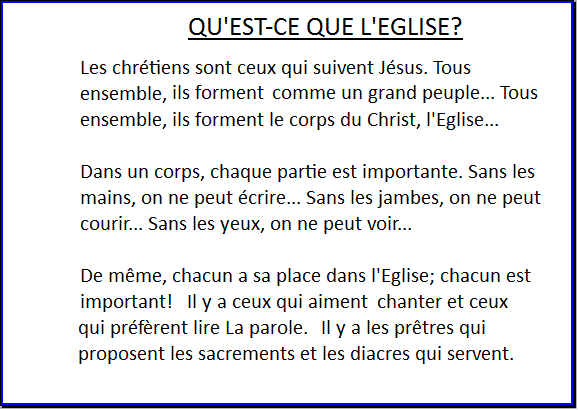 QU'EST-CE QUE L'EGLISE?
Les chrétiens sont ceux qui suivent Jésus. Tous
ensemble, ils forment comme un grand peuple... Tous
ensemble, ils forment le corps du Christ, l'Eglise...
Dans un corps, chaque partie est importante. Sans les
mains, on ne peut écrire... Sans les jambes, on ne peut
courir... Sans les yeux, on ne peut voir...
De même, chacun a sa place dans l'Eglise; chacun est
important! Il y a ceux qui aiment chanter et ceux
qui préfèrent lire La parole. Il y a les prêtres qui
proposent les sacrements et les diacres qui servent.